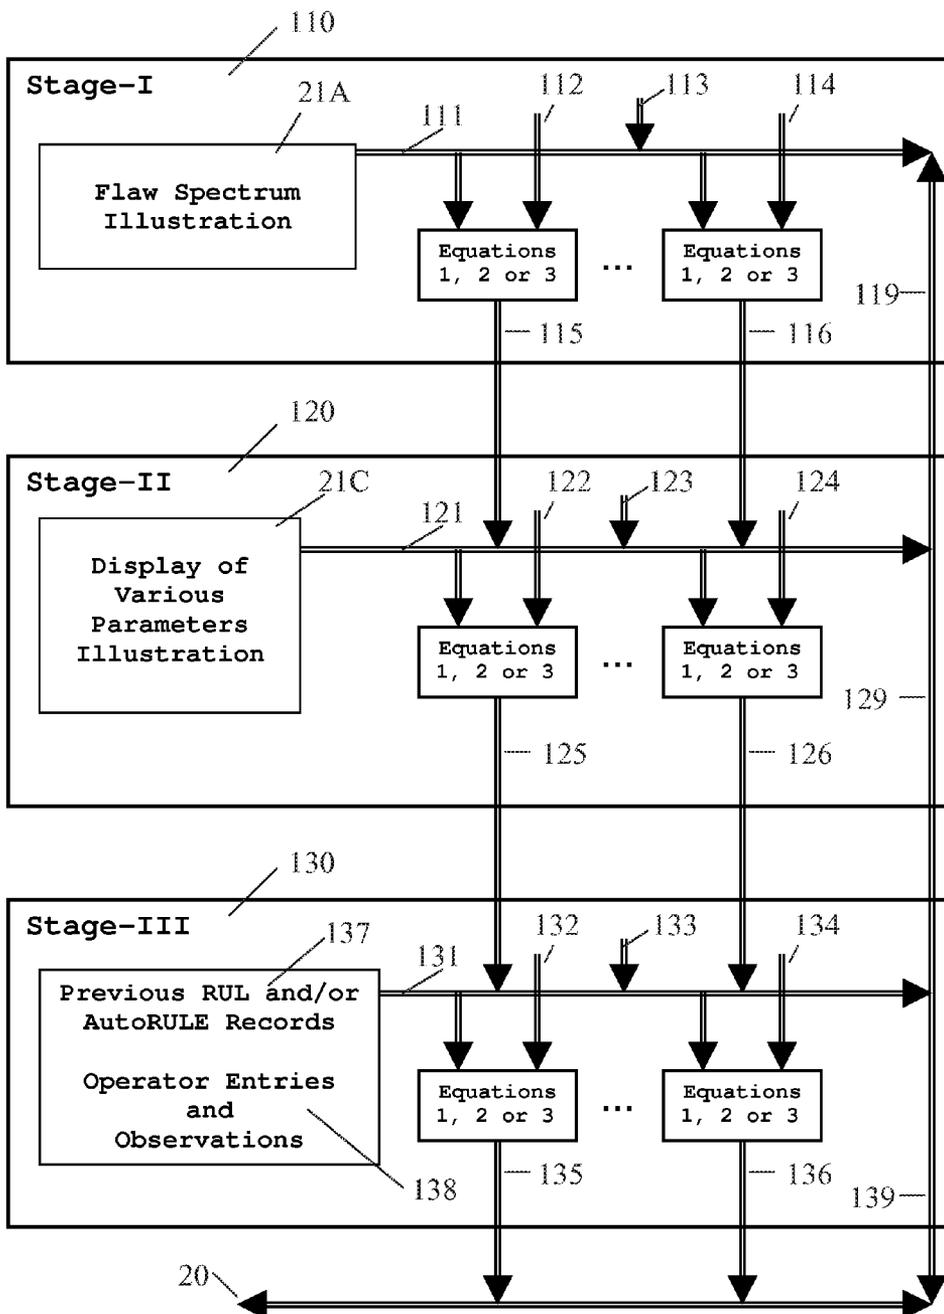 110
Stage-I
21A
111
112
113
114
Flaw Spectrum
Illustration
Equations
1, 2 or 3
...
Equations
1, 2 or 3
119
115
116
120
Stage-II
21C
121
122
123
124
Display of
Various
Parameters
Illustration
Equations
1, 2 or 3
...
Equations
1, 2 or 3
129
125
126
130
Stage-III
137
131
132
133
134
Previous RUL and/or
AutoRULE Records
Operator Entries
and
Observations
Equations
1, 2 or 3
...
Equations
1, 2 or 3
138
135
136
139
20